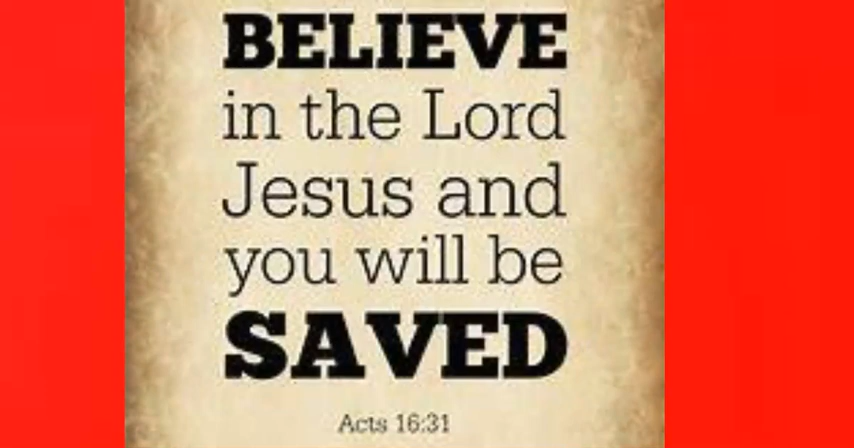 BELIEVE
in the Lord
Jesus and
you will be
SAVED
Acts 16:31